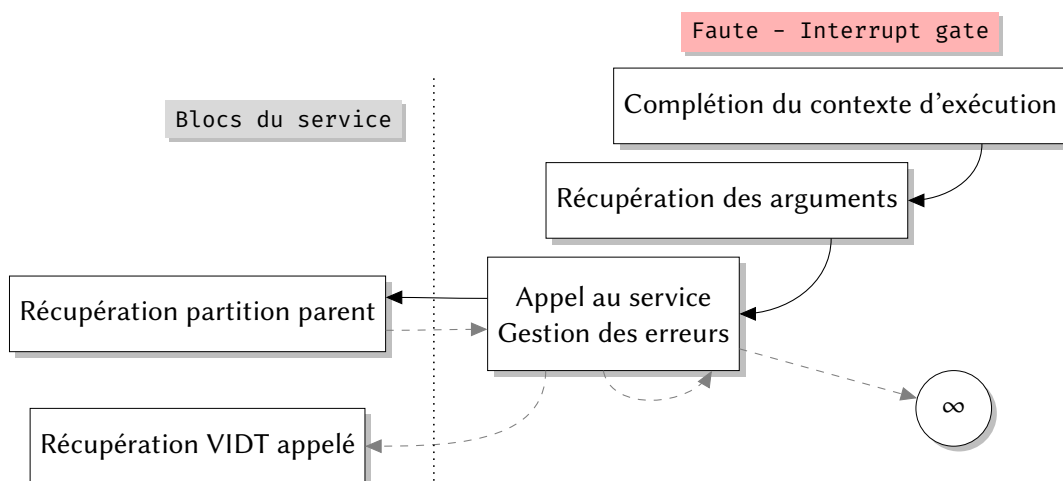 Faute - Interrupt gate
Complétion du contexte d'exécution
Blocs du service
Récupération des arguments
Récupération partition parent
Appel au service
Gestion des erreurs
∞
Récupération VIDT appelé